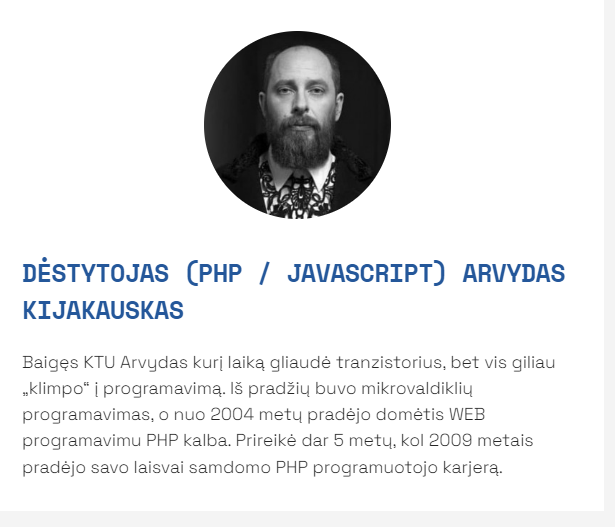 DĖSTYTOJAS (PHP / JAVASCRIPT) ARVYDAS
KIJAKAUSKAS
Baigęs KTU Arvydas kurį laiką gliaudė tranzistorius, bet vis giliau
„klimpo“ į programavimą. Iš pradžių buvo mikrovaldiklių
programavimas, o nuo 2004 metų pradėjo domėtis WEB
programavimu PHP kalba. Prireikė dar 5 metų, kol 2009 metais
pradėjo savo laisvai samdomo PHP programuotojo karjerą.